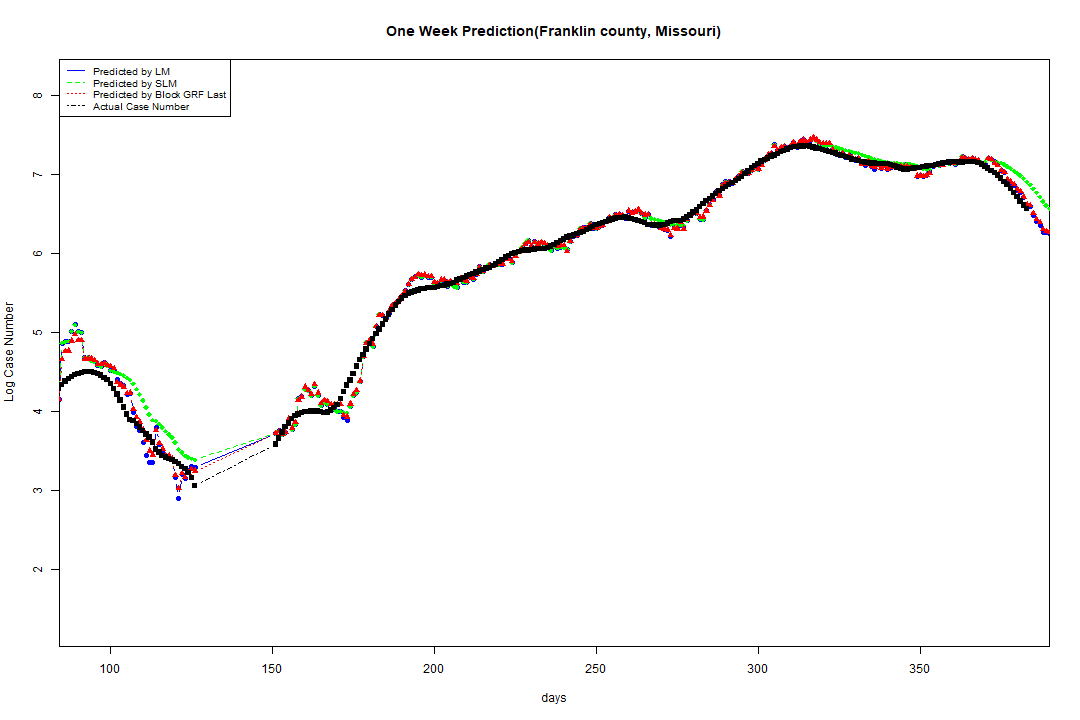 One Week Prediction(Franklin county, Missouri)
Predicted by LM
Predicted by SLM
Predicted by Block GRF Last
Actual Case Number
Log Case Number
8
7
6
5
4
3
2
100 150 200 250 300 350
days